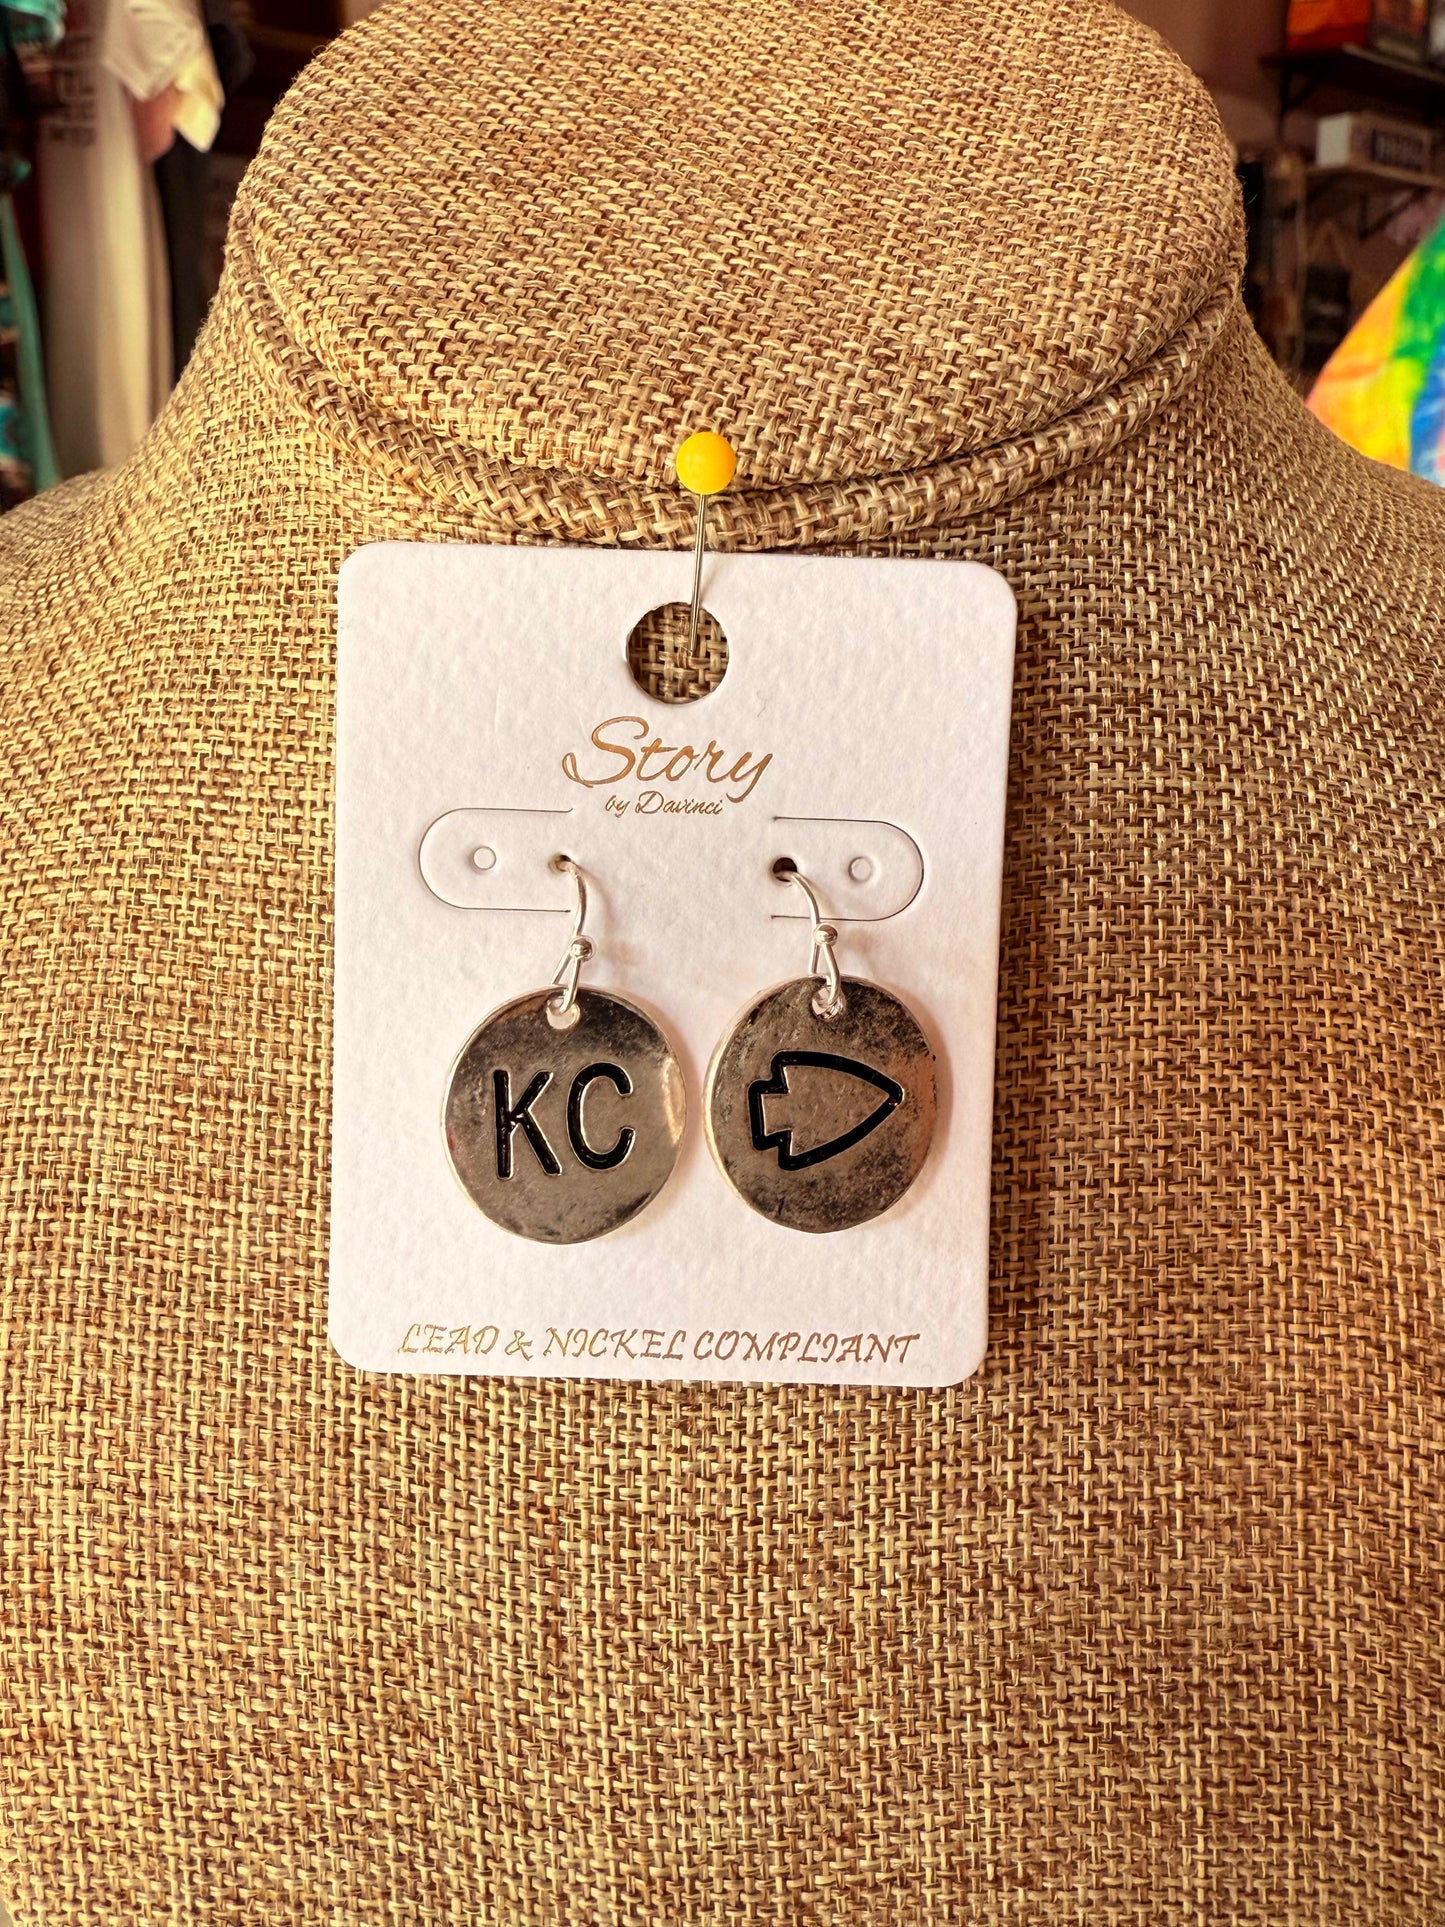 Story
by Davinci
KC
LEAD & NICKEL COMPLIANT